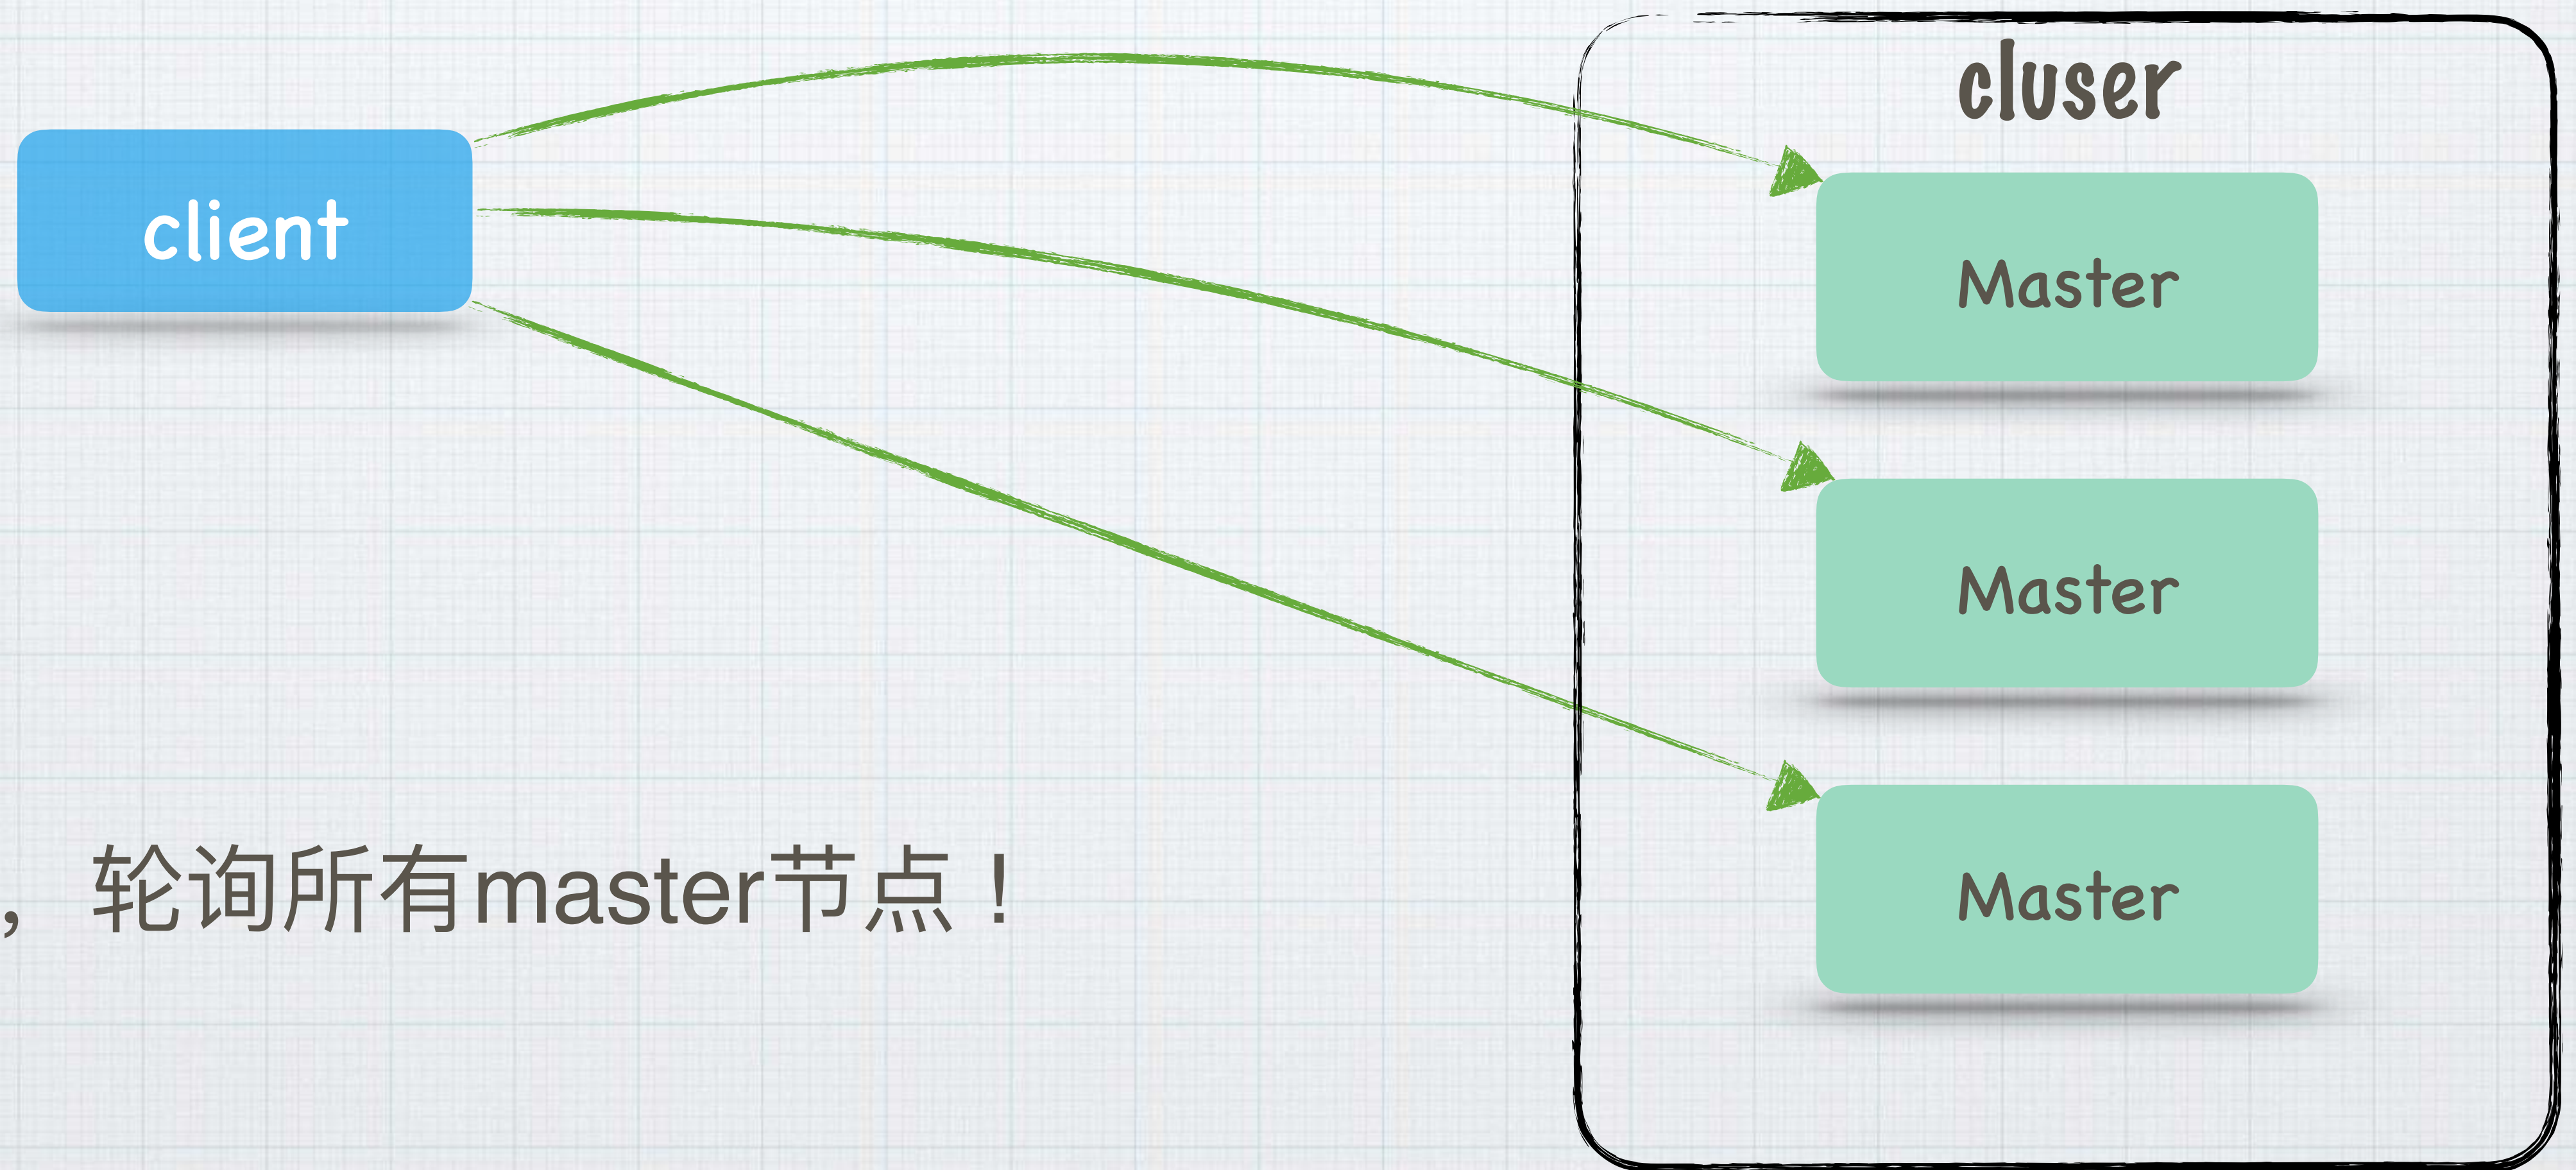 cluser
client
Master
Master
Master
，轮询所有master节点！